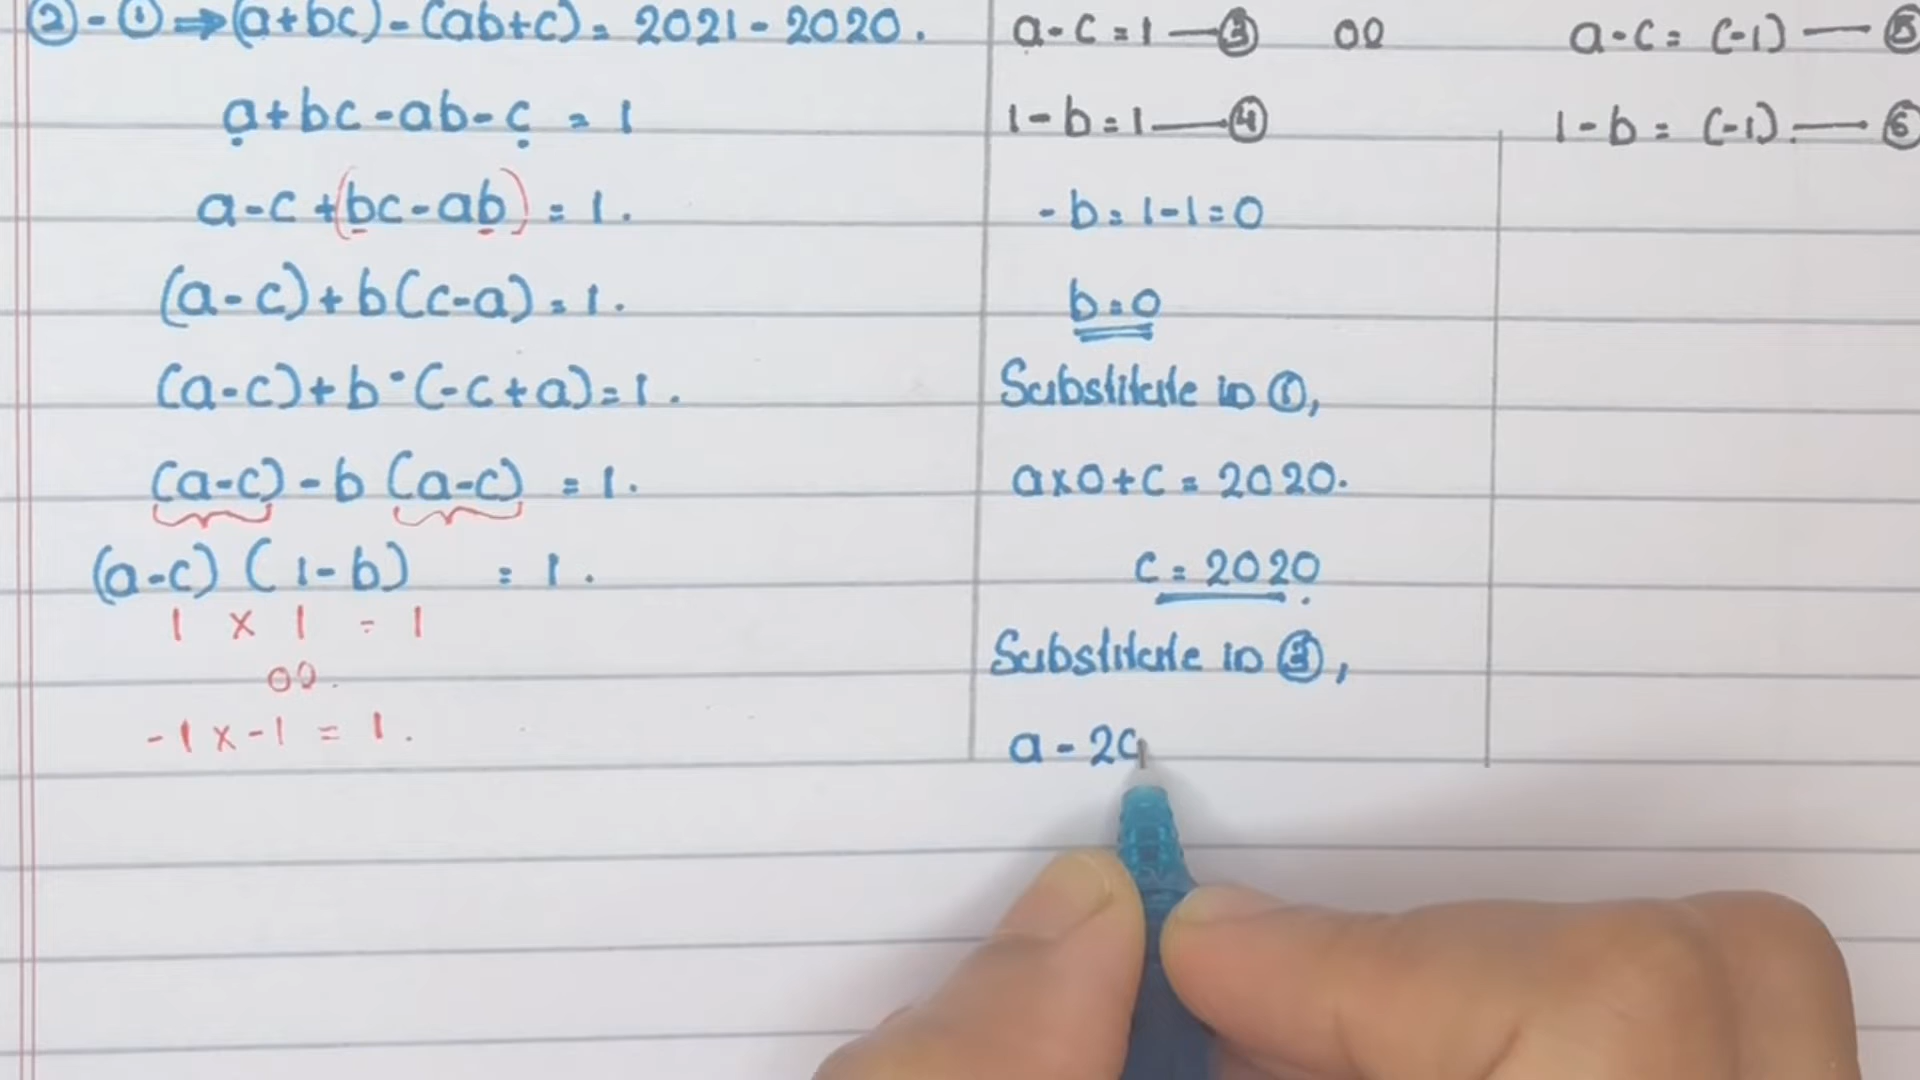 ② - ① ⇒ (a+bc) - (ab+c) = 2021 - 2020.
a+bc-ab-c = 1
a-c+(bc-ab) = 1.
(a-c)+b(c-a) = 1.
(a-c)+b·(-c+a) = 1.
(a-c)-b(a-c) = 1.
(a-c)(1-b) = 1.
1 x 1 = 1
or.
-1 x -1 = 1.
a-c = 1 — ③ or a-c = (-1) — ⑤
1-b = 1 — ④ 1-b = (-1). — ⑥
-b = 1-1 = 0
b = 0
Substitute in ①,
a x 0 + c = 2020.
c = 2020.
Substitute in ③,
a - 20